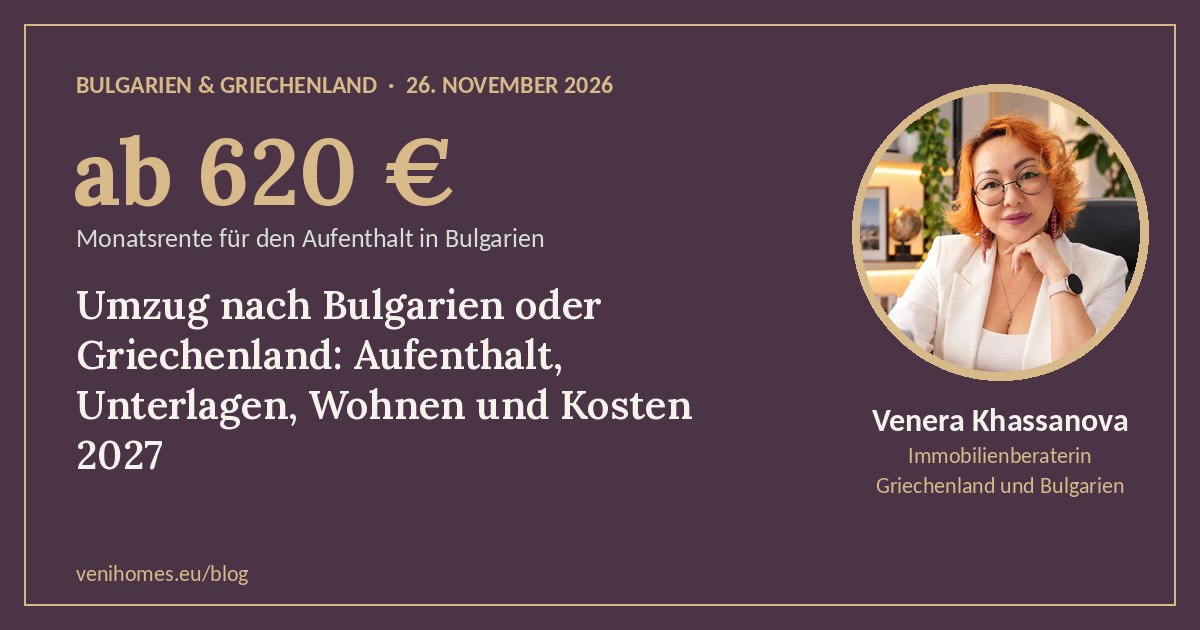 BULGARIEN & GRIECHENLAND · 26. NOVEMBER 2026
ab 620 €
Monatsrente für den Aufenthalt in Bulgarien
Umzug nach Bulgarien oder
Griechenland: Aufenthalt,
Unterlagen, Wohnen und Kosten
2027
Venera Khassanova
Immobilienberaterin
Griechenland und Bulgarien
venihomes.eu/blog